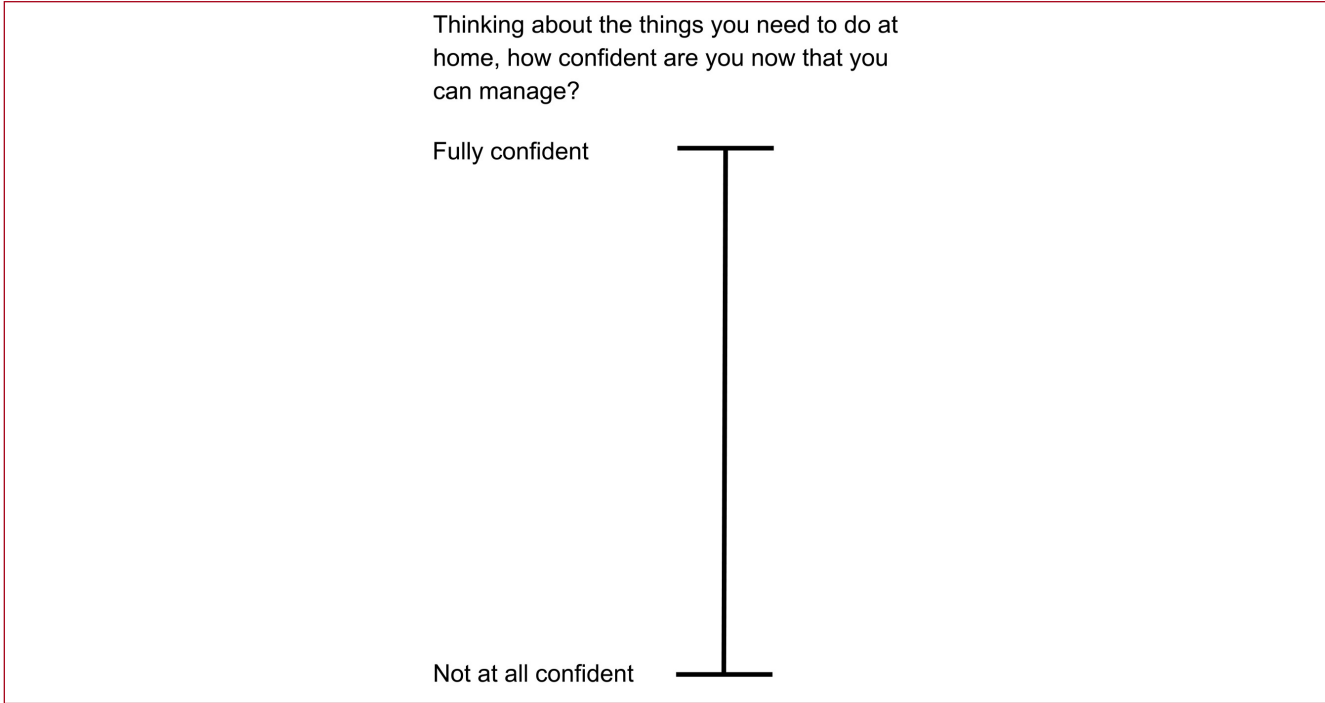 Thinking about the things you need to do at
home, how confident are you now that you
can manage?
Fully confident
Not at all confident